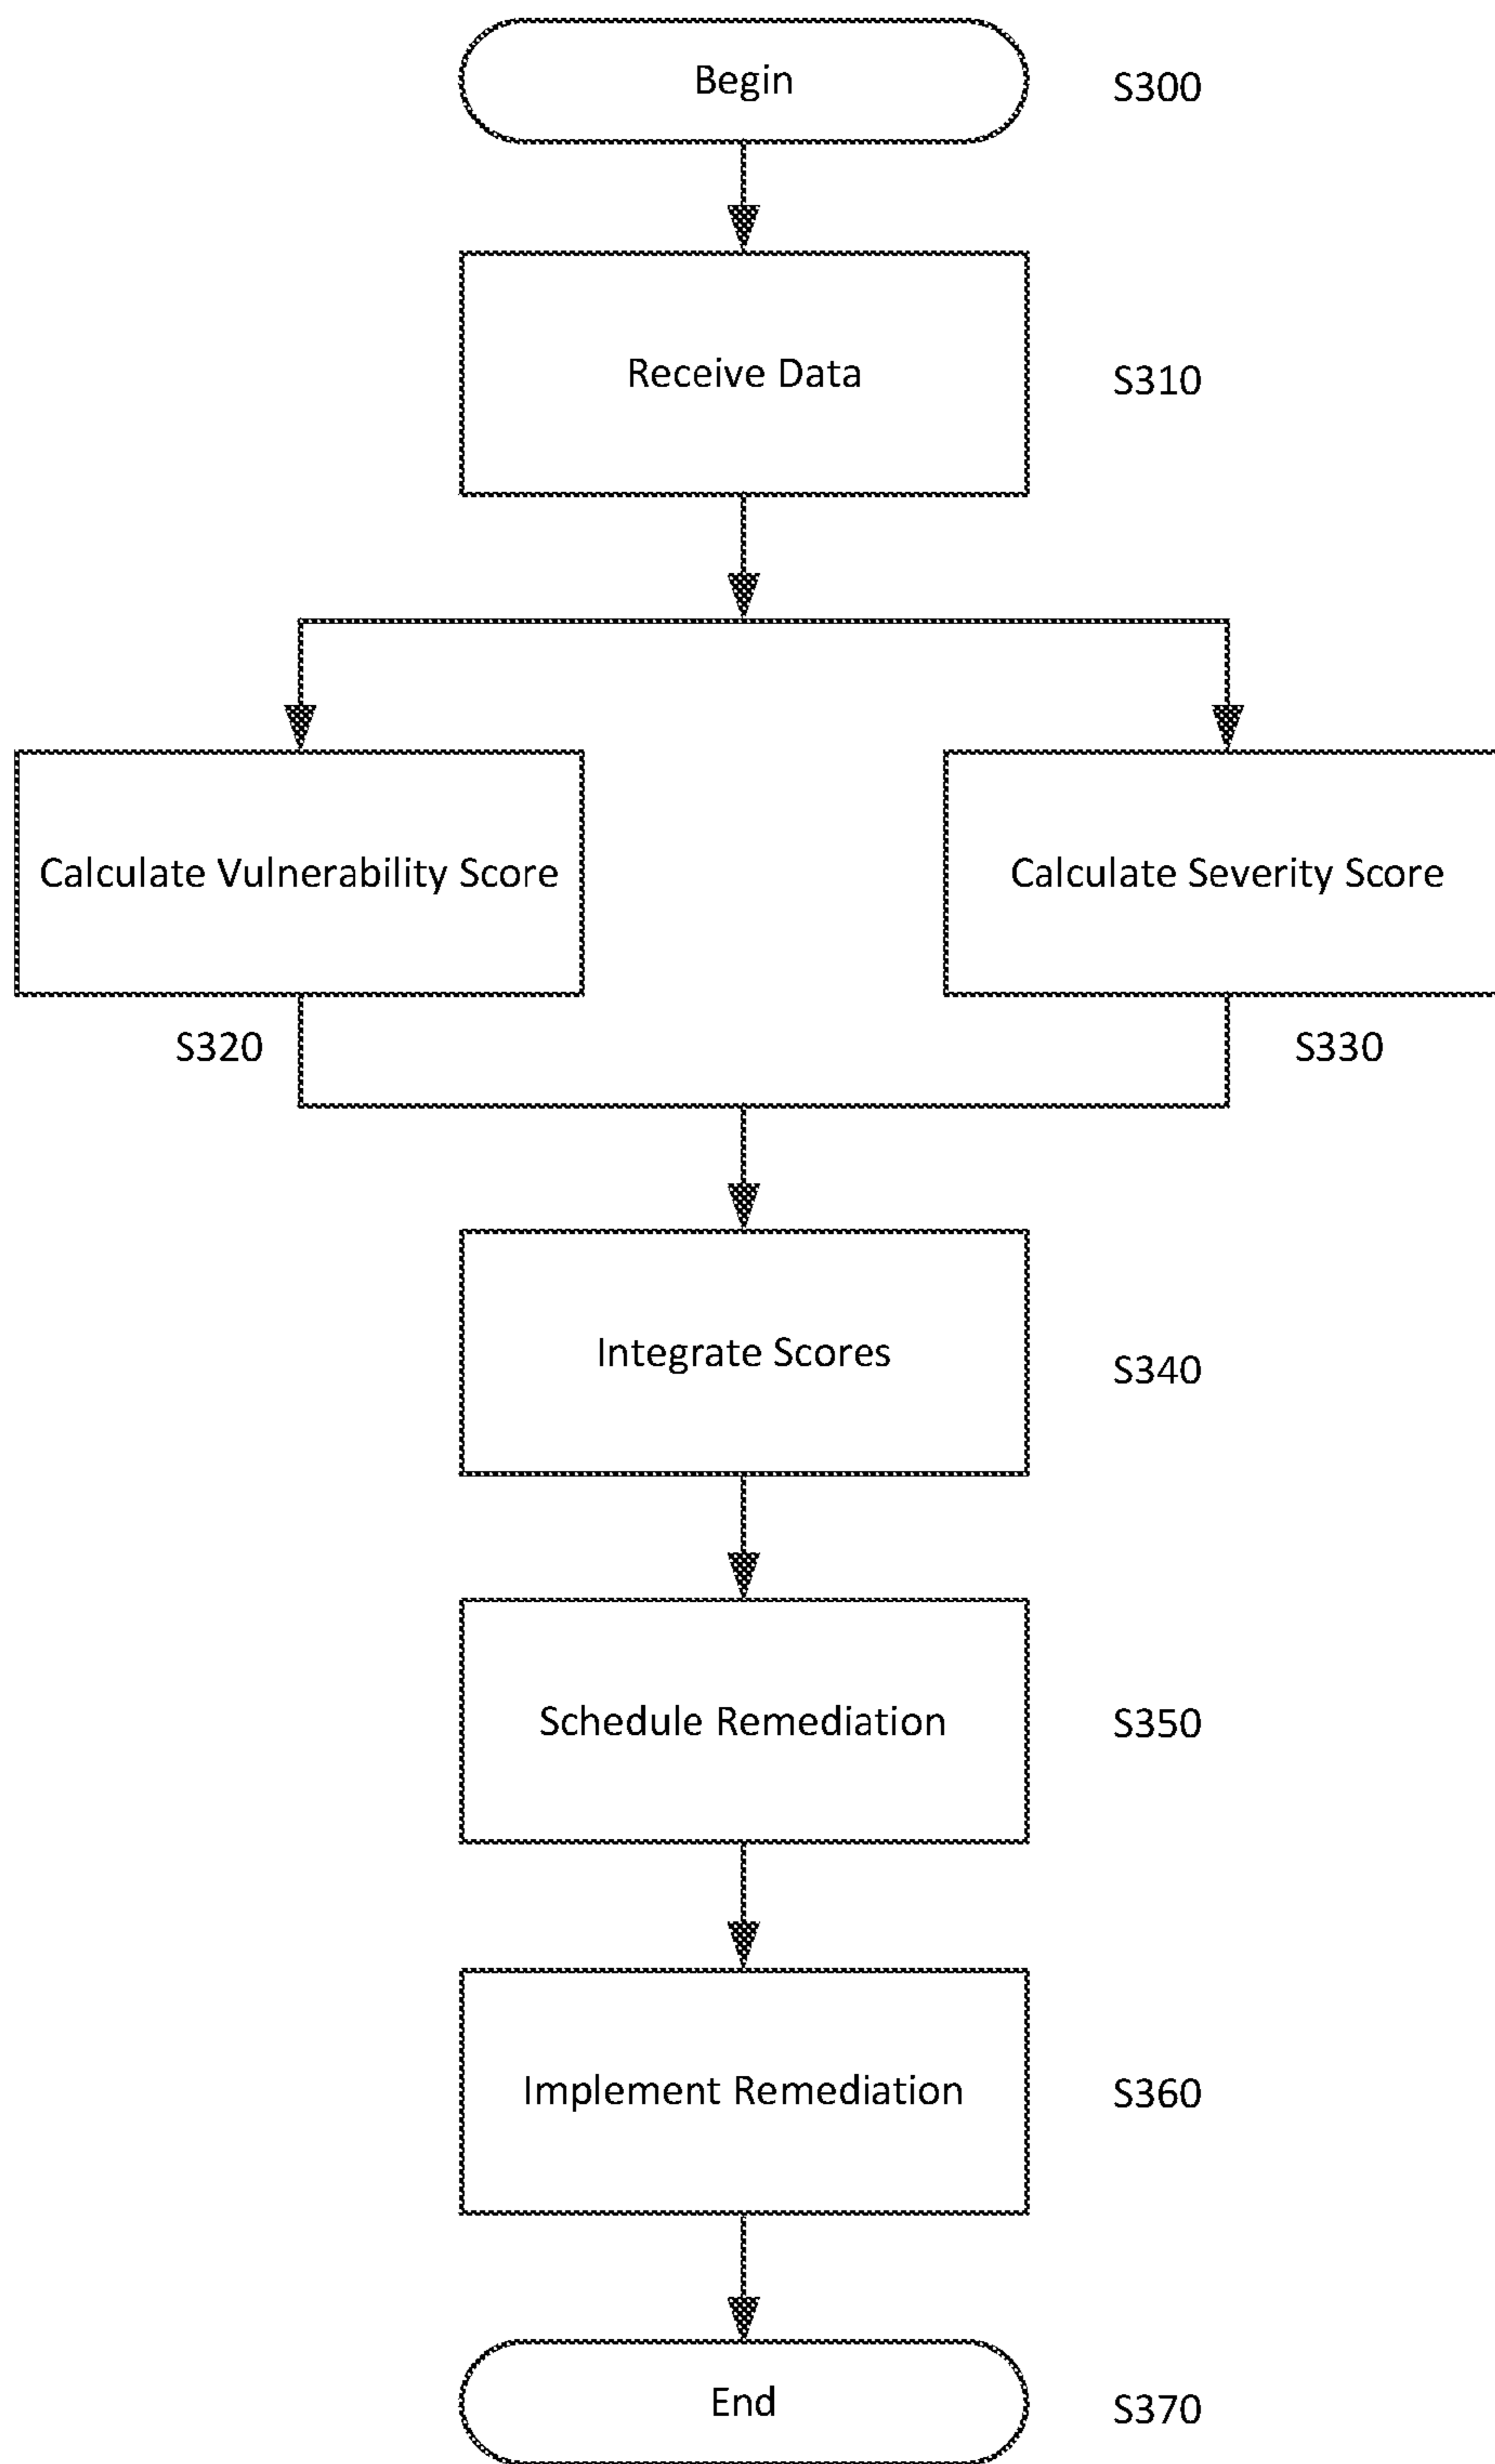 Begin
S300
Receive Data
S310
Calculate Vulnerability Score
Calculate Severity Score
S320
S330
Integrate Scores
S340
Schedule Remediation
S350
Implement Remediation
S360
End
S370